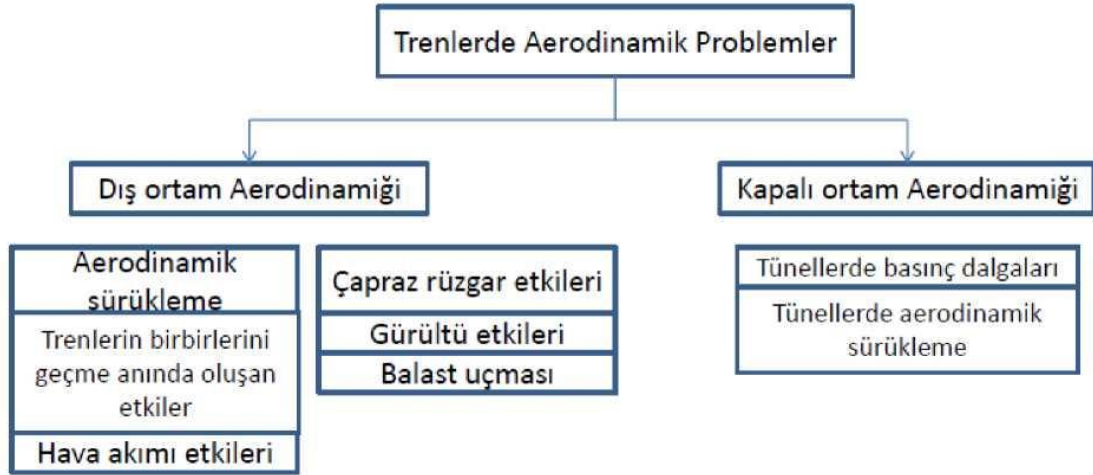 Trenlerde Aerodinamik Problemler
Dış ortam Aerodinamiği
Kapalı ortam Aerodinamiği
Aerodinamik
sürükleme
Trenlerin birbirlerini
geçme anında oluşan
etkiler
Hava akımı etkileri
Çapraz rüzgar etkileri
Gürültü etkileri
Balast uçması
Tünellerde basınç dalgaları
Tünellerde aerodinamik
sürükleme